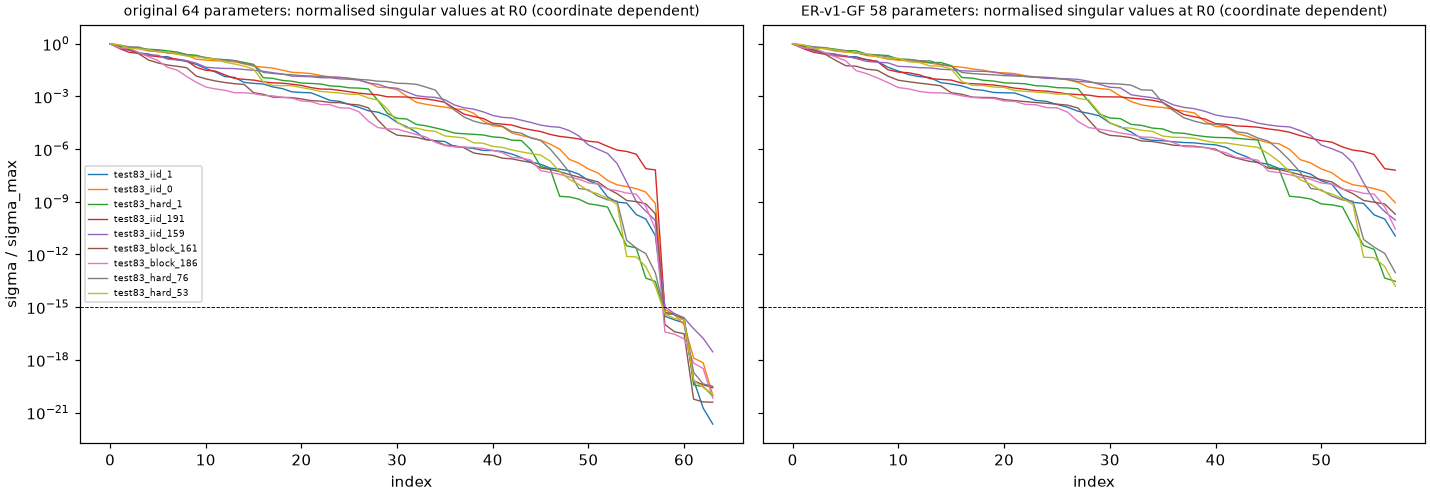 original 64 parameters: normalised singular values at R0 (coordinate dependent)
ER-v1-GF 58 parameters: normalised singular values at R0 (coordinate dependent)
sigma / sigma_max
10^0
10^-3
10^-6
10^-9
10^-12
10^-15
10^-18
10^-21
test83_iid_1
test83_iid_0
test83_hard_1
test83_iid_191
test83_iid_159
test83_block_161
test83_block_186
test83_hard_76
test83_hard_53
0 10 20 30 40 50 60
0 10 20 30 40 50
index
index